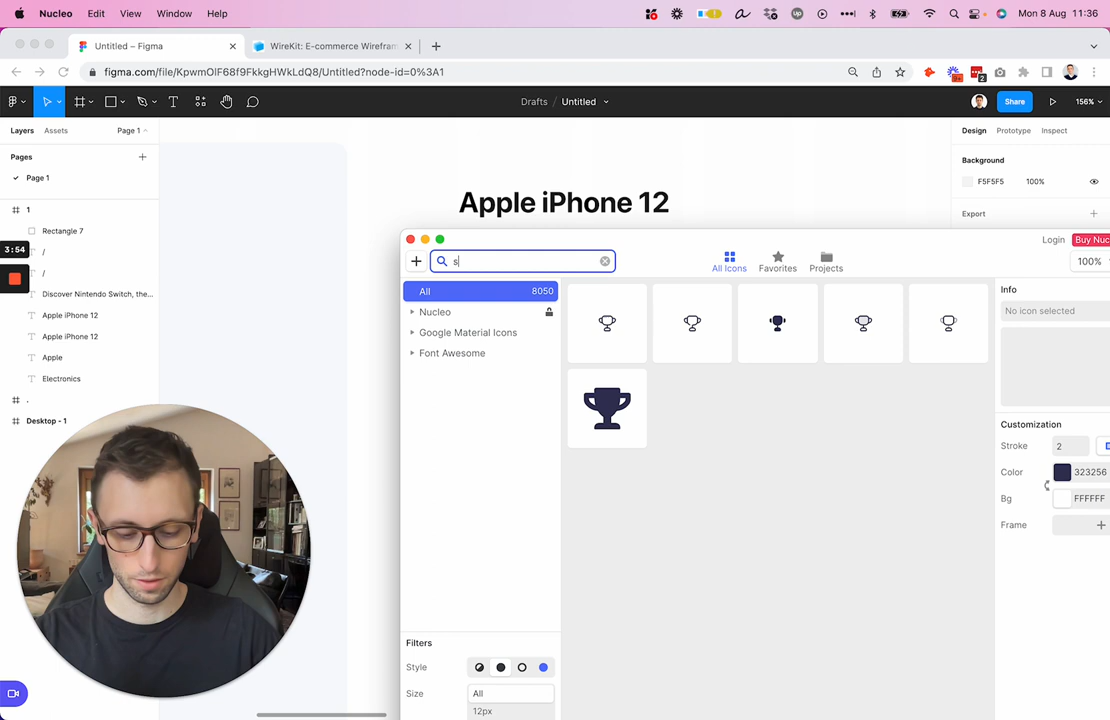 Nucleo Edit View Window Help
Mon 8 Aug 11:36
Untitled – Figma
WireKit: E-commerce Wirefram
figma.com/file/KpwmOlF68f9FkkgHWkLdQ8/Untitled?node-id=0%3A1
9+
2
Drafts / Untitled
Share
156%
Layers Assets Page 1
Design Prototype Inspect
Pages
Page 1
Background
F5F5F5 100%
Export
1
Rectangle 7
3:54
/
/
Discover Nintendo Switch, the...
Apple iPhone 12
Apple iPhone 12
Apple
Electronics
.
Desktop - 1
Apple iPhone 12
Login Buy Nuc
s
All Icons Favorites Projects
100%
All 8050
Nucleo
Google Material Icons
Font Awesome
Info
No icon selected
Customization
Stroke 2
Color 323256
Bg FFFFFF
Frame
Filters
Style
Size All
12px